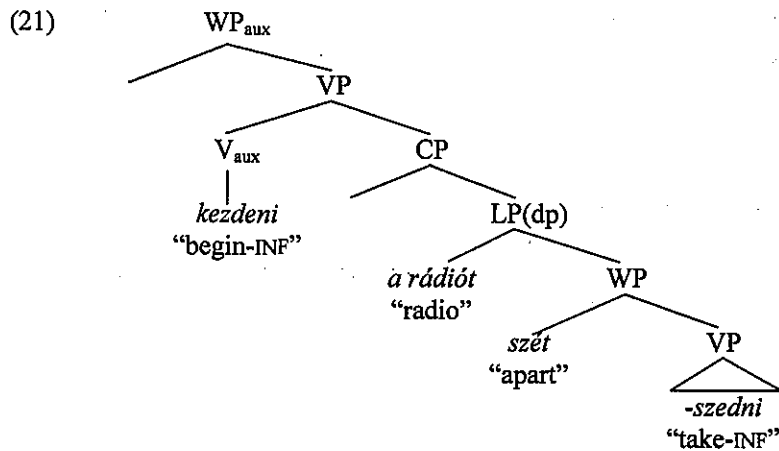 (21)
WPaux
VP
Vaux CP
kezdeni LP(dp)
"begin-INF"
a rádiót WP
"radio"
szét VP
"apart"
-szedni
"take-INF"